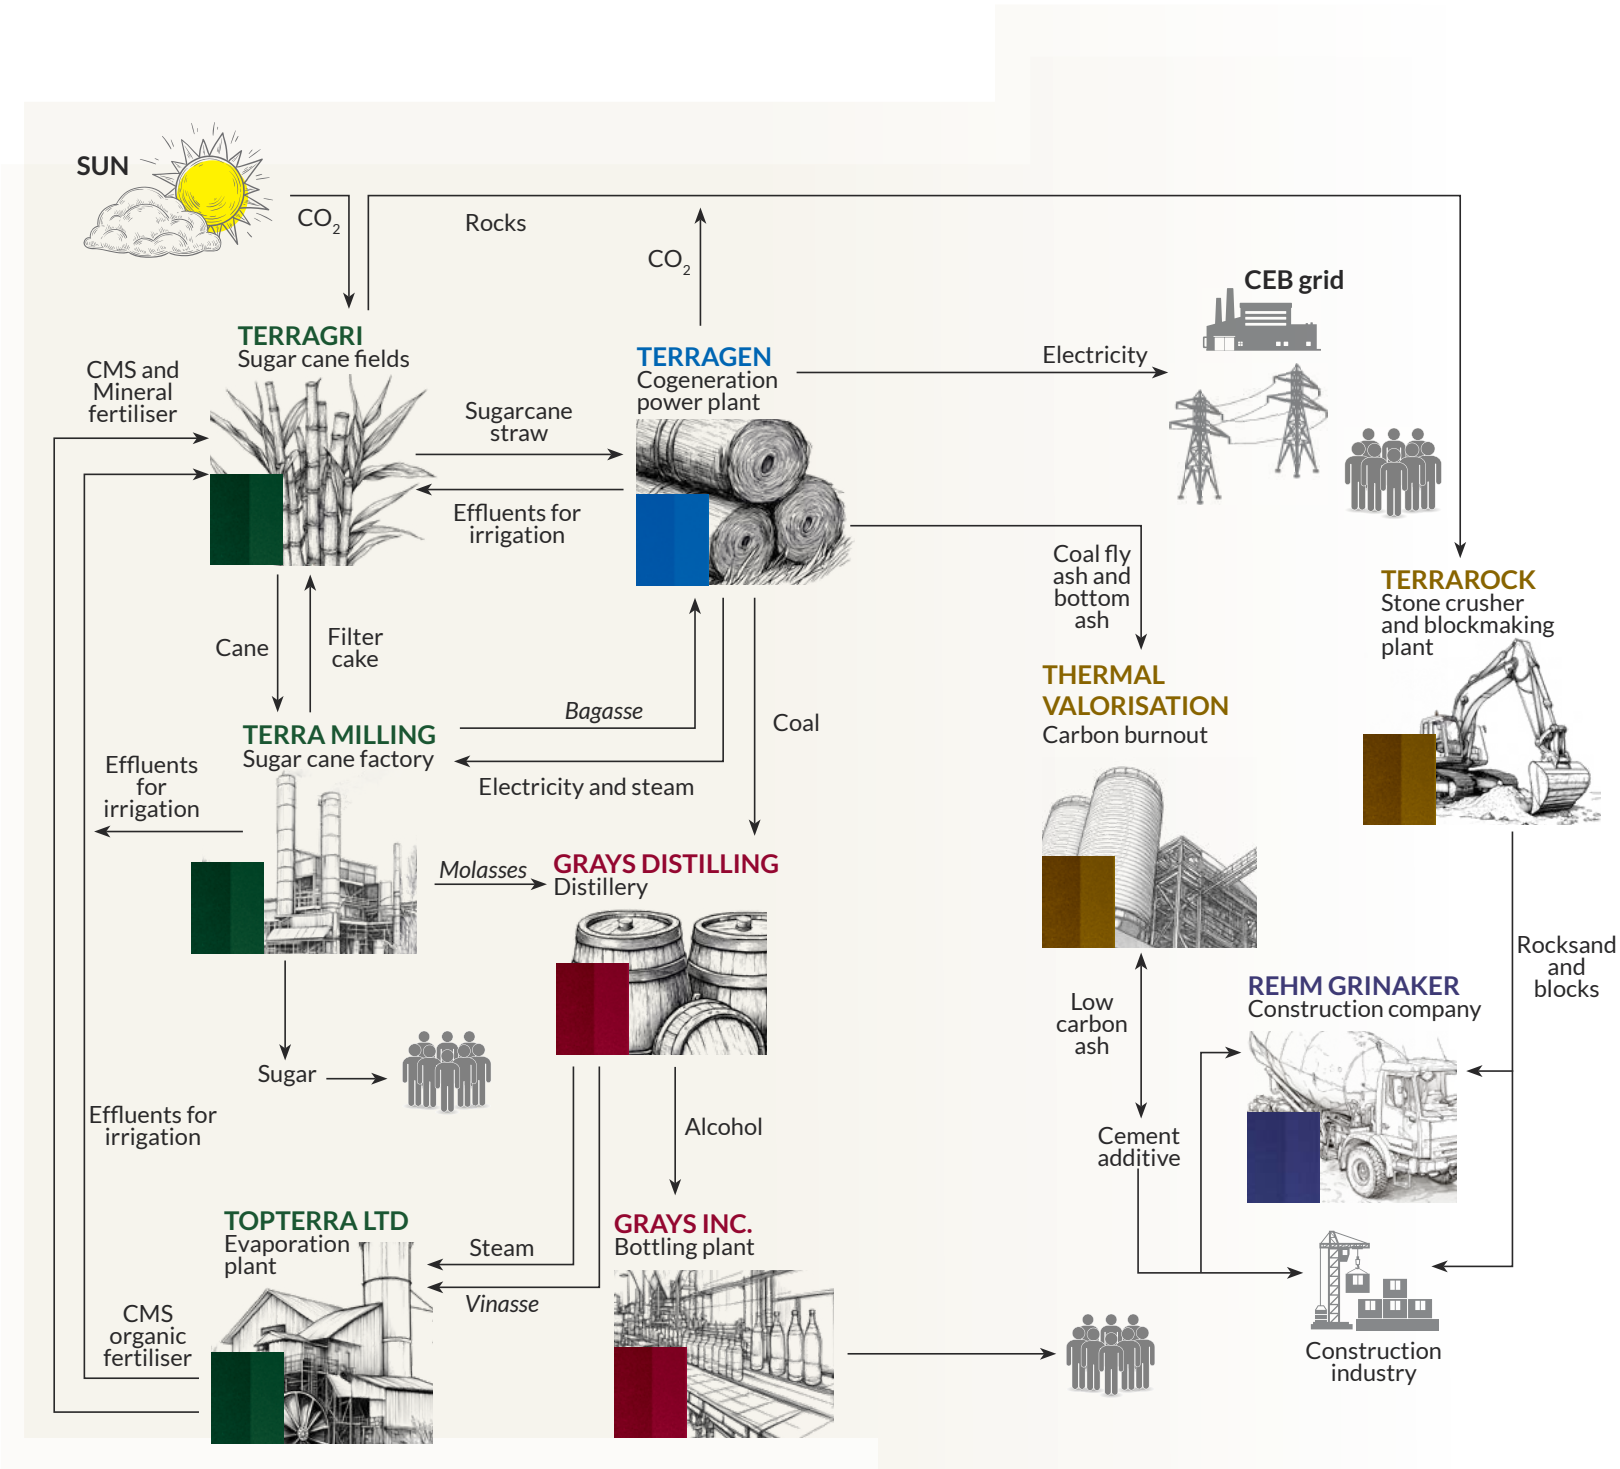 SUN
CO2
Rocks
CO2
CEB grid
TERRAGRI
Sugar cane fields
TERRAGEN
Cogeneration
power plant
Electricity
CMS and
Mineral
fertiliser
Sugarcane
straw
Effluents for
irrigation
Coal fly
ash and
bottom
ash
TERRAROCK
Stone crusher
and blockmaking
plant
Cane
Filter
cake
THERMAL
VALORISATION
Carbon burnout
Bagasse
Coal
TERRA MILLING
Sugar cane factory
Electricity and steam
Effluents
for
irrigation
Molasses
GRAYS DISTILLING
Distillery
Rocksand
and
blocks
REHM GRINAKER
Construction company
Low
carbon
ash
Sugar
Effluents for
irrigation
Alcohol
Cement
additive
TOPTERRA LTD
Evaporation
plant
Steam
Vinasse
GRAYS INC.
Bottling plant
CMS
organic
fertiliser
Construction
industry